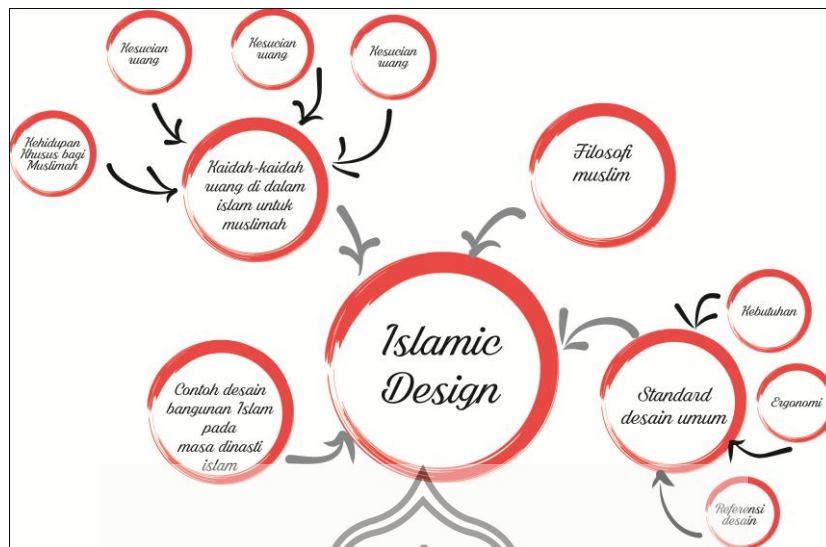 Kesucian
ruang
Kesucian
ruang
Kesucian
ruang
Kehidupan
Khusus bagi
Muslimah
Kaidah-kaidah
ruang di dalam
islam untuk
muslimah
Filosofi
muslim
Islamic
Design
Kebutuhan
Ergonomi
Standard
desain umum
Referensi
desain
Contoh desain
bangunan Islam
pada
masa dinasti
islam